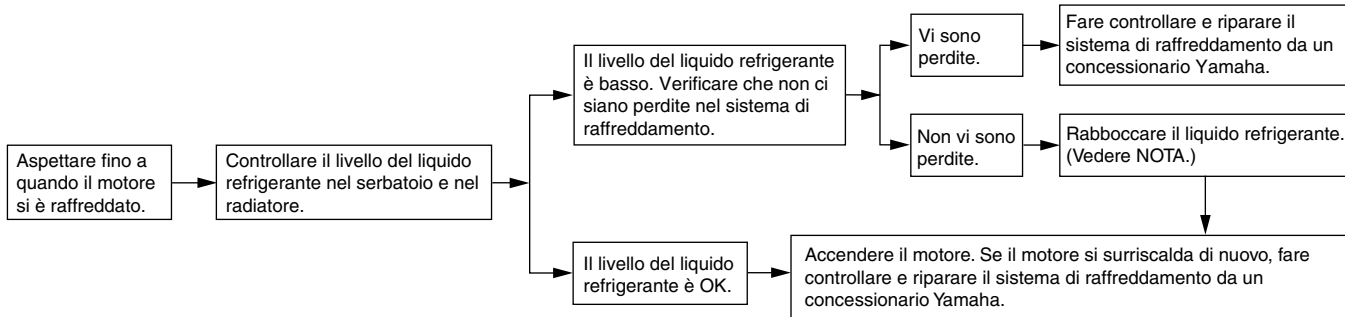 Aspettare fino a
quando il motore
si è raffreddato.
Controllare il livello del liquido
refrigerante nel serbatoio e nel
radiatore.
Il livello del liquido refrigerante
è basso. Verificare che non ci
siano perdite nel sistema di
raffreddamento.
Vi sono
perdite.
Fare controllare e riparare il
sistema di raffreddamento da un
concessionario Yamaha.
Non vi sono
perdite.
Rabboccare il liquido refrigerante.
(Vedere NOTA.)
Il livello del liquido
refrigerante è OK.
Accendere il motore. Se il motore si surriscalda di nuovo, fare
controllare e riparare il sistema di raffreddamento da un
concessionario Yamaha.